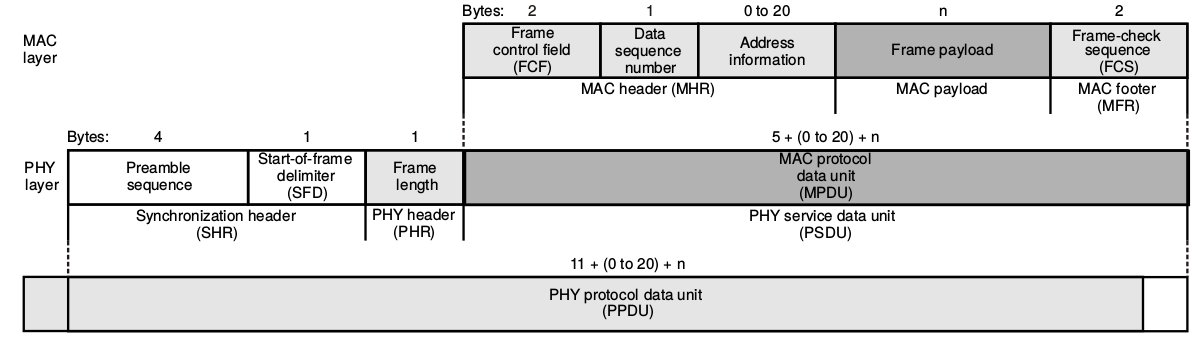 Bytes: 2 1 0 to 20 n 2
MAC
layer
Frame
control field
(FCF)
Data
sequence
number
Address
information
Frame payload
Frame-check
sequence
(FCS)
MAC header (MHR)
MAC payload
MAC footer
(MFR)
Bytes: 4 1 1 5 + (0 to 20) + n
PHY
layer
Preamble
sequence
Start-of-frame
delimiter
(SFD)
Frame
length
MAC protocol
data unit
(MPDU)
Synchronization header
(SHR)
PHY header
(PHR)
PHY service data unit
(PSDU)
11 + (0 to 20) + n
PHY protocol data unit
(PPDU)